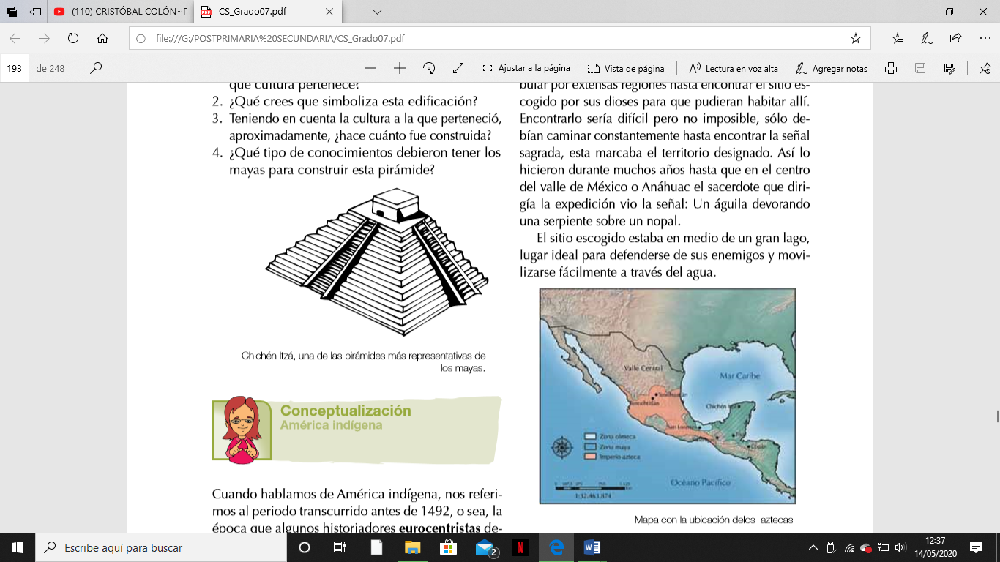 (110) CRISTÓBAL COLÓN~P
CS_Grado07.pdf
file:///G:/POSTPRIMARIA%20SECUNDARIA/CS_Grado07.pdf
193 de 248
Ajustar a la página
Vista de página
Lectura en voz alta
Agregar notas
que cultura pertenece?
2. ¿Qué crees que simboliza esta edificación?
3. Teniendo en cuenta la cultura a la que perteneció,
aproximadamente, ¿hace cuánto fue construida?
4. ¿Qué tipo de conocimientos debieron tener los
mayas para construir esta pirámide?
Chichén Itzá, una de las pirámides más representativas de
los mayas.
Conceptualización
América indígena
Cuando hablamos de América indígena, nos referi-
mos al periodo transcurrido antes de 1492, o sea, la
época que algunos historiadores eurocentristas de-
bular por extensas regiones hasta encontrar el sitio es-
cogido por sus dioses para que pudieran habitar allí.
Encontrarlo sería difícil pero no imposible, sólo de-
bían caminar constantemente hasta encontrar la señal
sagrada, esta marcaba el territorio designado. Así lo
hicieron durante muchos años hasta que en el centro
del valle de México o Anáhuac el sacerdote que diri-
gía la expedición vio la señal: Un águila devorando
una serpiente sobre un nopal.
El sitio escogido estaba en medio de un gran lago,
lugar ideal para defenderse de sus enemigos y movi-
lizarse fácilmente a través del agua.
Valle Central
Mar Caribe
Teotihuacán
Tenochtitlán
Chichén Itzá
San Lorenzo
Copán
Zona olmeca
Zona maya
Imperio azteca
Océano Pacífico
1:32.463.874
Mapa con la ubicación delos aztecas
Escribe aquí para buscar
2
12:37
14/05/2020